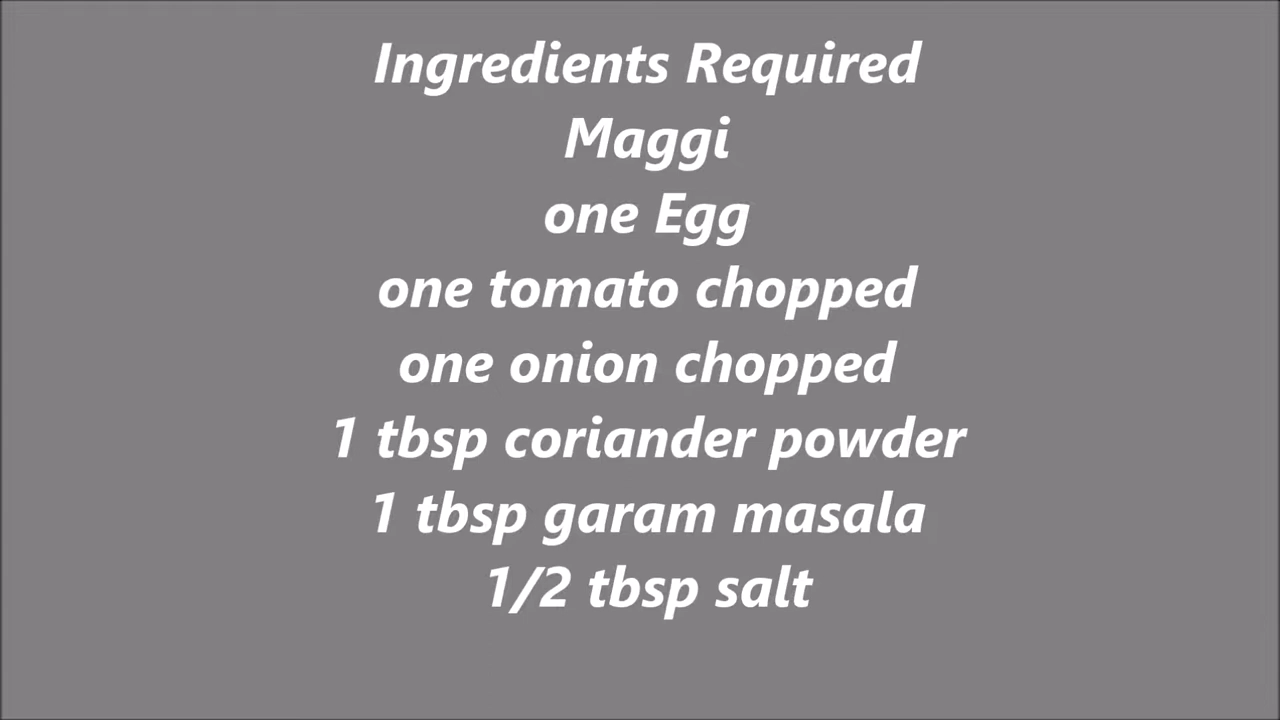 Ingredients Required
Maggi
one Egg
one tomato chopped
one onion chopped
1 tbsp coriander powder
1 tbsp garam masala
1/2 tbsp salt